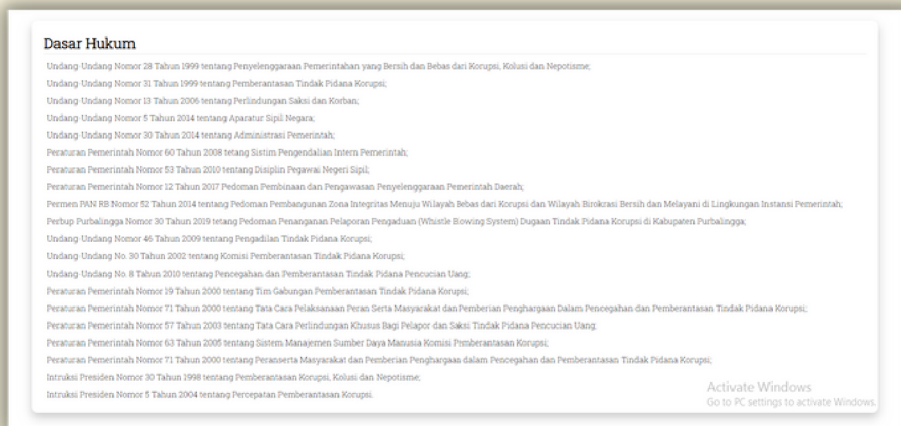 Dasar Hukum
Undang-Undang Nomor 28 Tahun 1999 tentang Penyelenggaraan Pemerintahan yang Bersih dan Bebas dari Korupsi, Kolusi dan Nepotisme;
Undang-Undang Nomor 31 Tahun 1999 tentang Pemberantasan Tindak Pidana Korupsi;
Undang-Undang Nomor 13 Tahun 2006 tentang Perlindungan Saksi dan Korban;
Undang-Undang Nomor 5 Tahun 2014 tentang Aparatur Sipil Negara;
Undang-Undang Nomor 30 Tahun 2014 tentang Administrasi Pemerintah;
Peraturan Pemerintah Nomor 60 Tahun 2008 tetang Sistim Pengendalian Intern Pemerintah;
Peraturan Pemerintah Nomor 53 Tahun 2010 tentang Disiplin Pegawai Negeri Sipil;
Peraturan Pemerintah Nomor 12 Tahun 2017 Pedoman Pembinaan dan Pengawasan Penyelenggaraan Pemerintah Daerah;
Permen PAN RB Nomor 52 Tahun 2014 tentang Pedoman Pembangunan Zona Integritas Menuju Wilayah Bebas dari Korupsi dan Wilayah Birokrasi Bersih dan Melayani di Lingkungan Instansi Pemerintah;
Perbup Purbalingga Nomor 30 Tahun 2019 tetang Pedoman Penanganan Pelaporan Pengaduan (Whistle Blowing System) Dugaan Tindak Pidana Korupsi di Kabupaten Purbalingga;
Undang-Undang Nomor 46 Tahun 2009 tentang Pengadilan Tindak Pidana Korupsi;
Undang-Undang No. 30 Tahun 2002 tentang Komisi Pemberantasan Tindak Pidana Korupsi;
Undang-Undang No. 8 Tahun 2010 tentang Pencegahan dan Pemberantasan Tindak Pidana Pencucian Uang;
Peraturan Pemerintah Nomor 19 Tahun 2000 tentang Tim Gabungan Pemberantasan Tindak Pidana Korupsi;
Peraturan Pemerintah Nomor 71 Tahun 2000 tentang Tata Cara Pelaksanaan Peran Serta Masyarakat dan Pemberian Penghargaan Dalam Pencegahan dan Pemberantasan Tindak Pidana Korupsi;
Peraturan Pemerintah Nomor 57 Tahun 2003 tentang Tata Cara Perlindungan Khusus Bagi Pelapor dan Saksi Tindak Pidana Pencucian Uang;
Peraturan Pemerintah Nomor 63 Tahun 2005 tentang Sistem Manajemen Sumber Daya Manusia Komisi Pemberantasan Korupsi;
Peraturan Pemerintah Nomor 71 Tahun 2000 tentang Peranserta Masyarakat dan Pemberian Penghargaan dalam Pencegahan dan Pemberantasan Tindak Pidana Korupsi;
Intruksi Presiden Nomor 30 Tahun 1998 tentang Pemberantasan Korupsi, Kolusi dan Nepotisme;
Intruksi Presiden Nomor 5 Tahun 2004 tentang Percepatan Pemberantasan Korupsi.
Activate Windows
Go to PC settings to activate Windows.